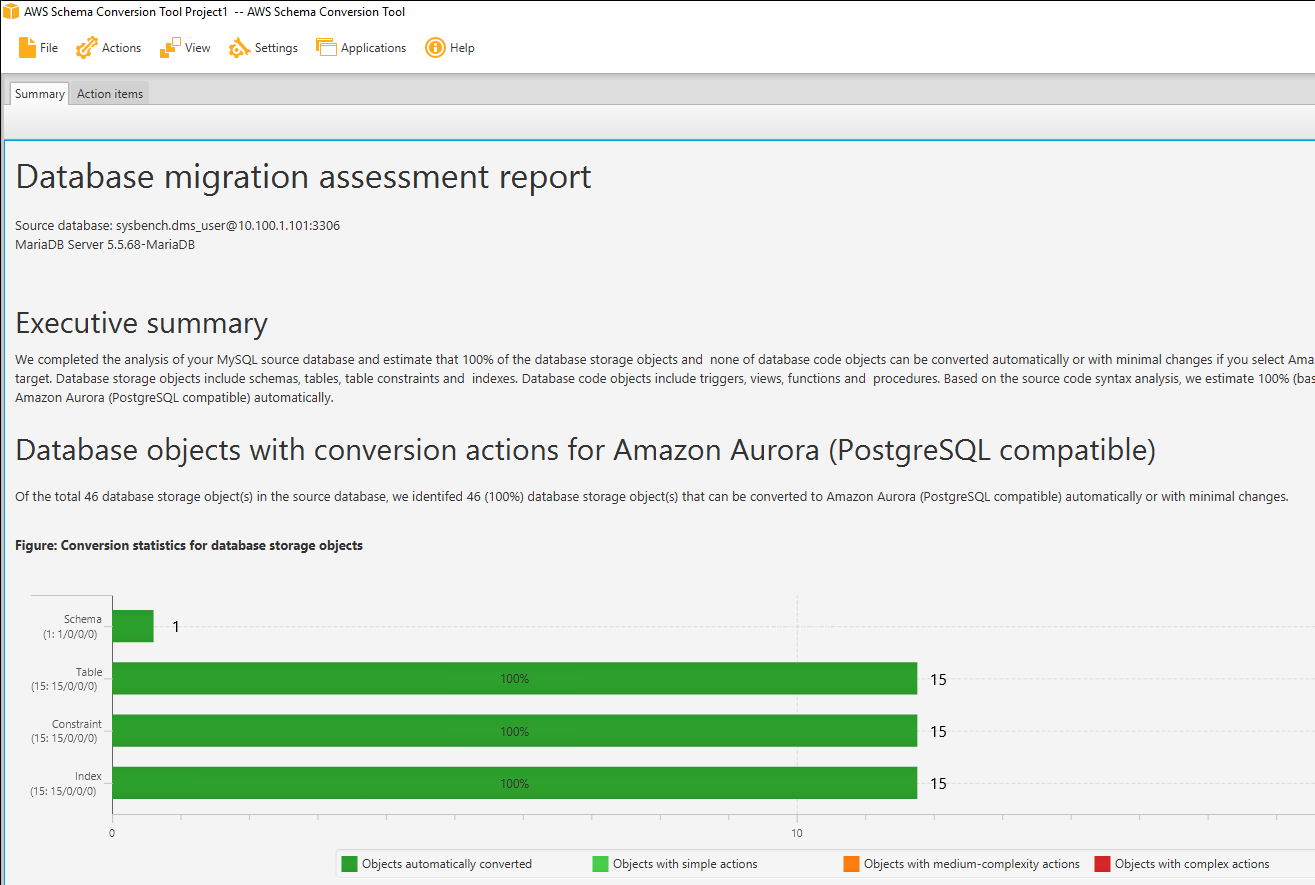 AWS Schema Conversion Tool Project1 -- AWS Schema Conversion Tool
File Actions View Settings Applications Help
Summary Action items
Database migration assessment report
Source database: sysbench.dms_user@10.100.1.101:3306
MariaDB Server 5.5.68-MariaDB
Executive summary
We completed the analysis of your MySQL source database and estimate that 100% of the database storage objects and none of database code objects can be converted automatically or with minimal changes if you select Ama
target. Database storage objects include schemas, tables, table constraints and indexes. Database code objects include triggers, views, functions and procedures. Based on the source code syntax analysis, we estimate 100% (bas
Amazon Aurora (PostgreSQL compatible) automatically.
Database objects with conversion actions for Amazon Aurora (PostgreSQL compatible)
Of the total 46 database storage object(s) in the source database, we identifed 46 (100%) database storage object(s) that can be converted to Amazon Aurora (PostgreSQL compatible) automatically or with minimal changes.
Figure: Conversion statistics for database storage objects
Schema
(1: 1/0/0/0)
1
Table
(15: 15/0/0/0)
100%
15
Constraint
(15: 15/0/0/0)
100%
15
Index
(15: 15/0/0/0)
100%
15
0 10
Objects automatically converted Objects with simple actions Objects with medium-complexity actions Objects with complex actions